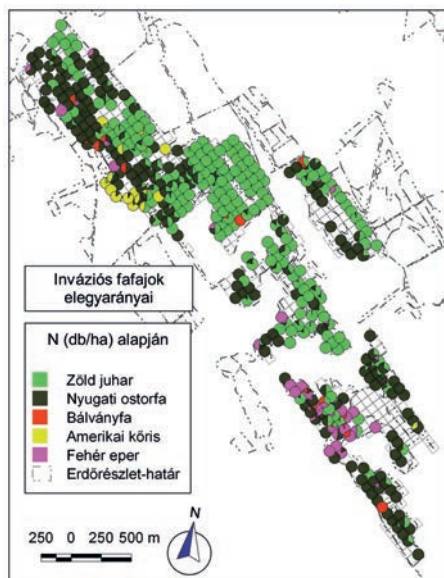 Inváziós fafajok
elegyarányai
N (db/ha) alapján
Zöld juhar
Nyugati ostorfa
Bálványfa
Amerikai kőris
Fehér eper
Erdőrészlet-határ
N
250 0 250 500 m